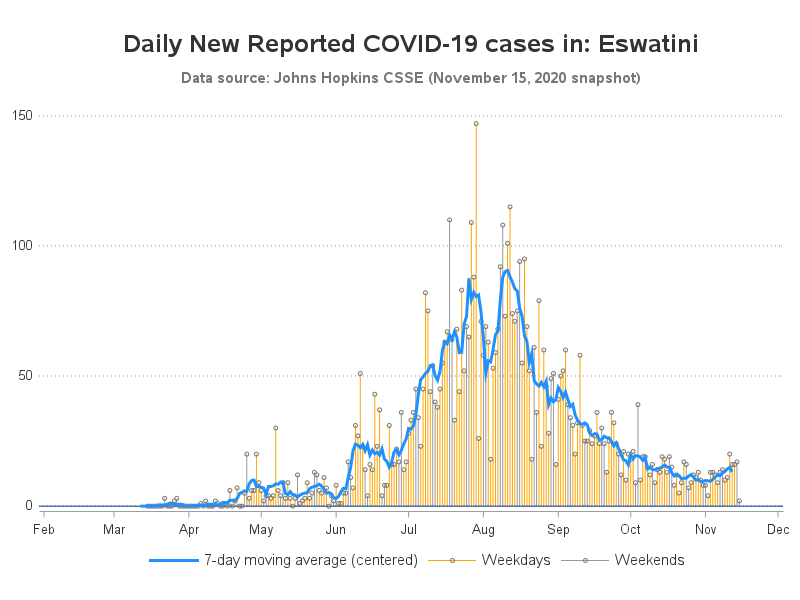 Daily New Reported COVID-19 cases in: Eswatini
Data source: Johns Hopkins CSSE (November 15, 2020 snapshot)
150
100
50
0
Feb Mar Apr May Jun Jul Aug Sep Oct Nov Dec
7-day moving average (centered) Weekdays Weekends